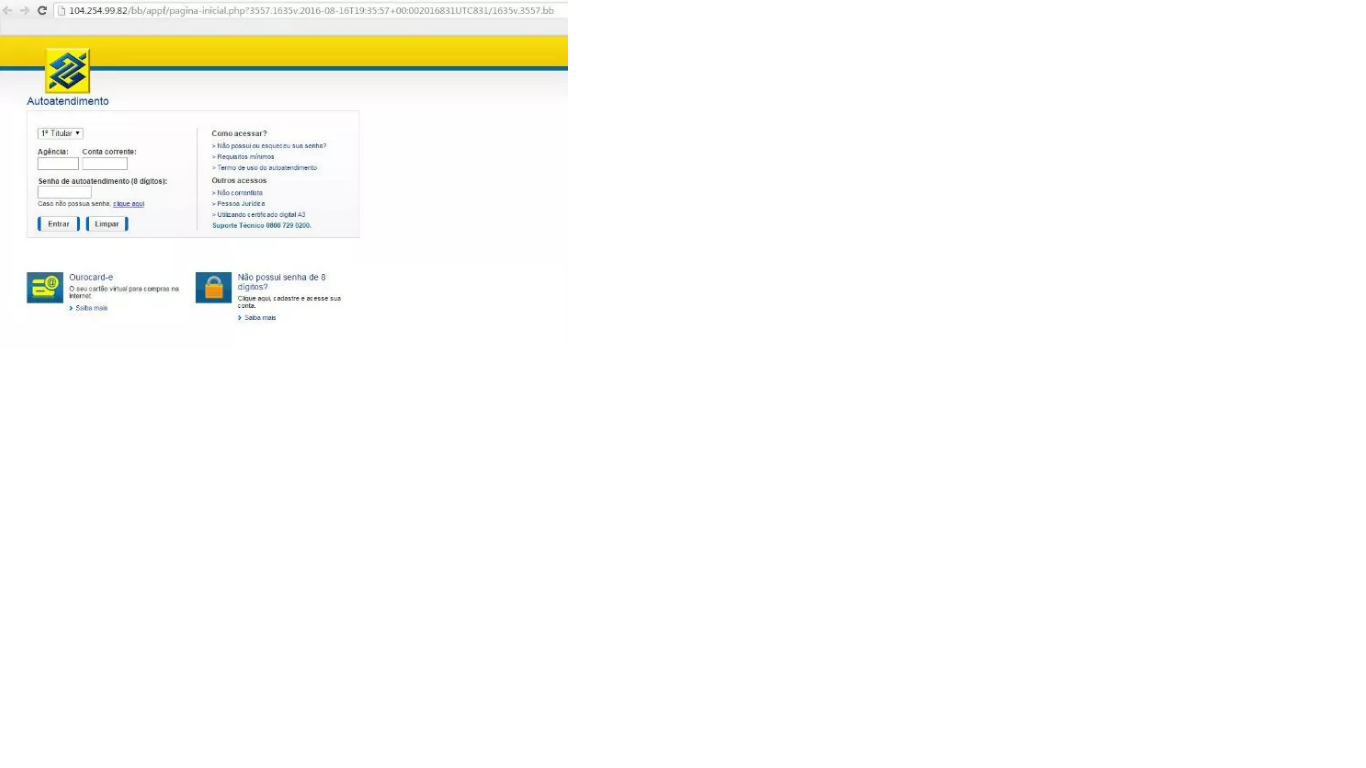 104.254.99.82/bb/appf/pagina-inicial.php?3557.1635v.2016-08-16T19:35:57+00:002016831UTC831/1635v.3557.bb
Autoatendimento
1º Titular
Agência: Conta corrente:
Senha de autoatendimento (8 dígitos):
Caso não possua senha, clique aqui
Entrar Limpar
Como acessar?
> Não possui ou esqueceu sua senha?
> Requisitos mínimos
> Termo de uso do autoatendimento
Outros acessos
> Não correntista
> Pessoa Jurídica
> Utilizando certificado digital A3
Suporte Técnico 0800 729 0200.
Ourocard-e
O seu cartão virtual para compras na
internet.
Saiba mais
Não possui senha de 8
dígitos?
Clique aqui, cadastre e acesse sua
conta.
Saiba mais